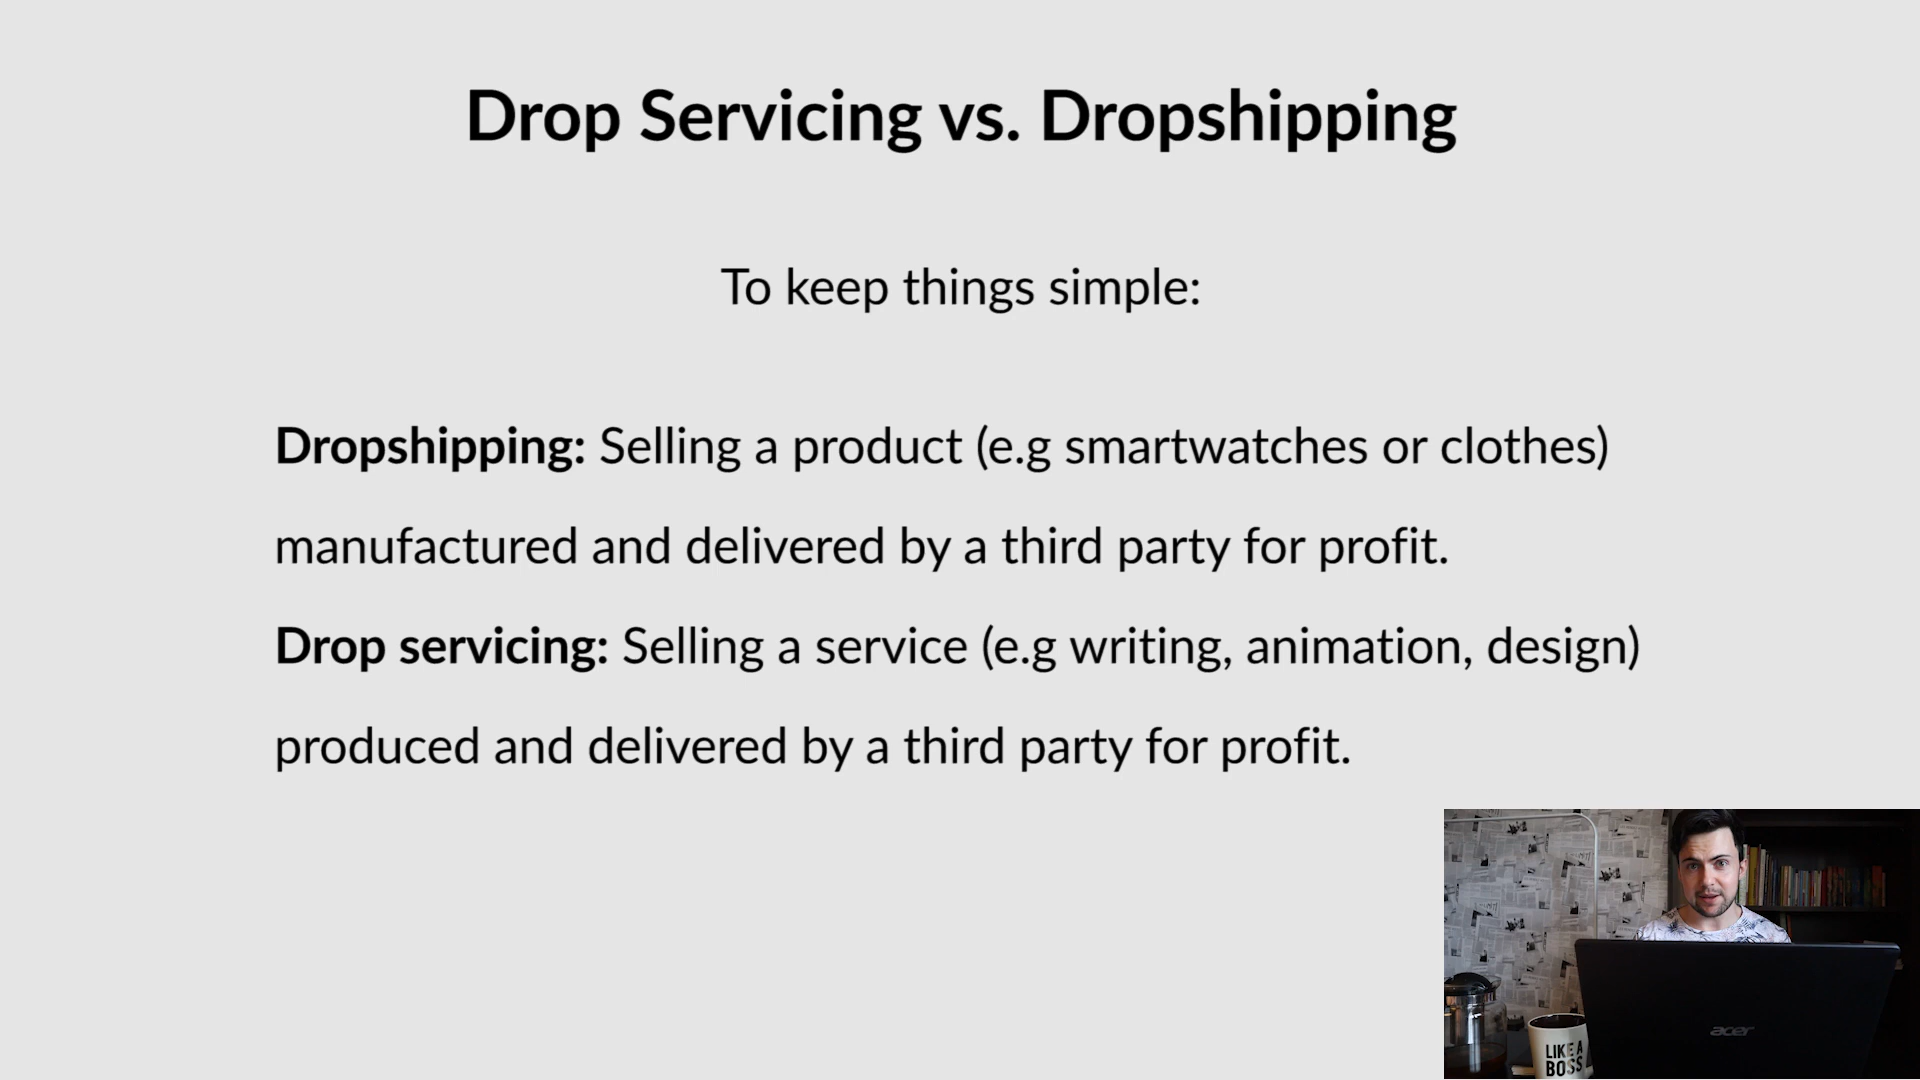 Drop Servicing vs. Dropshipping
To keep things simple:
Dropshipping: Selling a product (e.g smartwatches or clothes)
manufactured and delivered by a third party for profit.
Drop servicing: Selling a service (e.g writing, animation, design)
produced and delivered by a third party for profit.
acer
LIKE A
BOSS